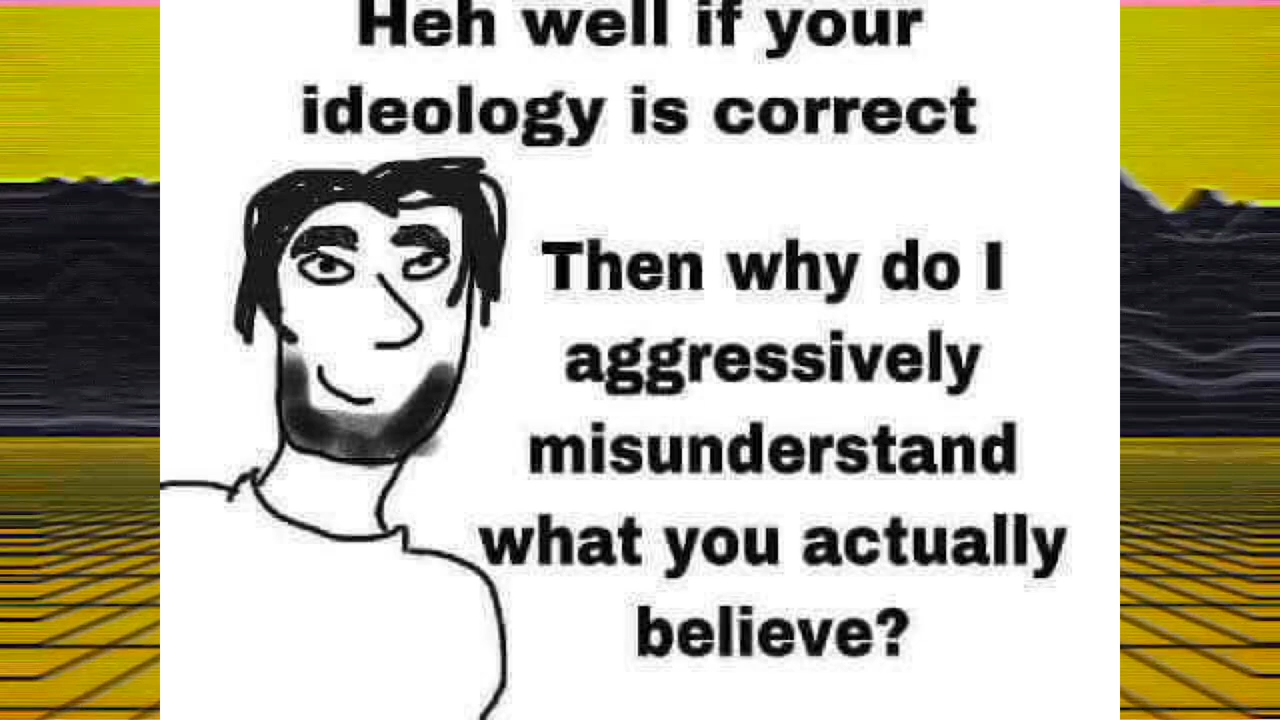 Heh well if your
ideology is correct
Then why do I
aggressively
misunderstand
what you actually
believe?